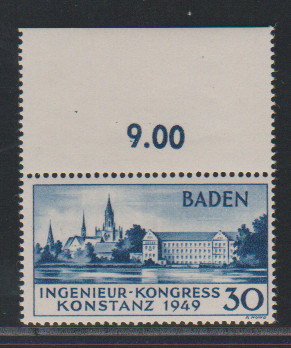 9.00
BADEN
INGENIEUR-KONGRESS
KONSTANZ 1949 30